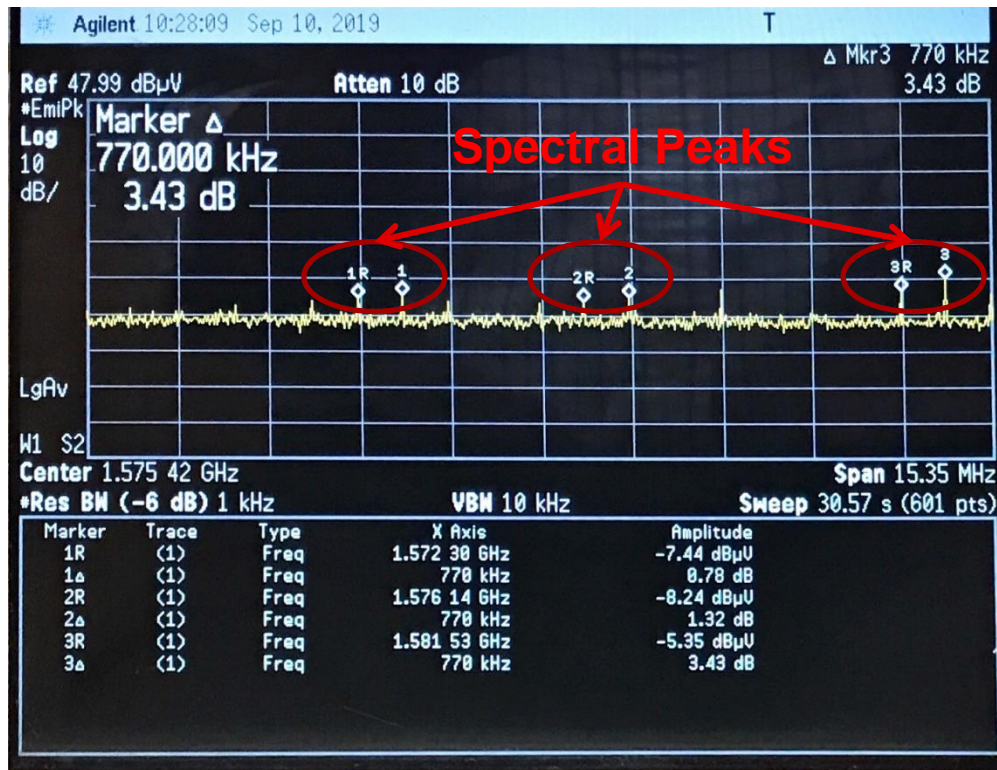 Agilent 10:28:09 Sep 10, 2019 T
Δ Mkr3 770 kHz
Ref 47.99 dBµV Atten 10 dB 3.43 dB
*EmiPk
Log
10
dB/
Marker Δ
770.000 kHz
3.43 dB
Spectral Peaks
1R 1 2R 2 3R 3
LgAv
W1 S2
Center 1.575 42 GHz Span 15.35 MHz
*Res BW (-6 dB) 1 kHz VBW 10 kHz Sweep 30.57 s (601 pts)
Marker Trace Type X Axis Amplitude
1R (1) Freq 1.572 30 GHz -7.44 dBµV
1Δ (1) Freq 770 kHz 0.78 dB
2R (1) Freq 1.576 14 GHz -8.24 dBµV
2Δ (1) Freq 770 kHz 1.32 dB
3R (1) Freq 1.581 53 GHz -5.35 dBµV
3Δ (1) Freq 770 kHz 3.43 dB